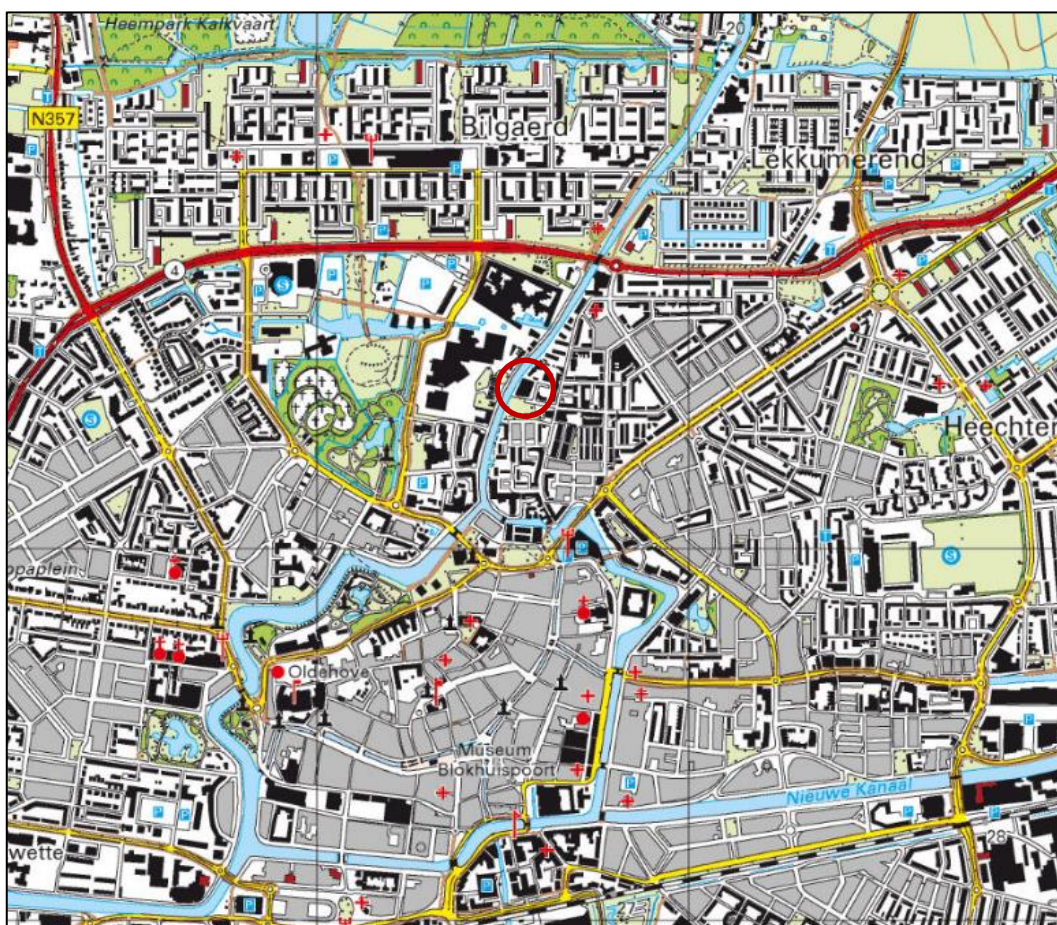 Heempark Kalkvaart
20
N357
Bilgaerd
Lekkumerend
P
P
P
P
P
T
T
4
S
P
P
P
P
T
S
Heechter
P
T
S
P
ppaplein
Oldehove
P
Museum
Blokhuispoort
P
P
P
Nieuwe Kanaal
P
wette
28
P
P
27